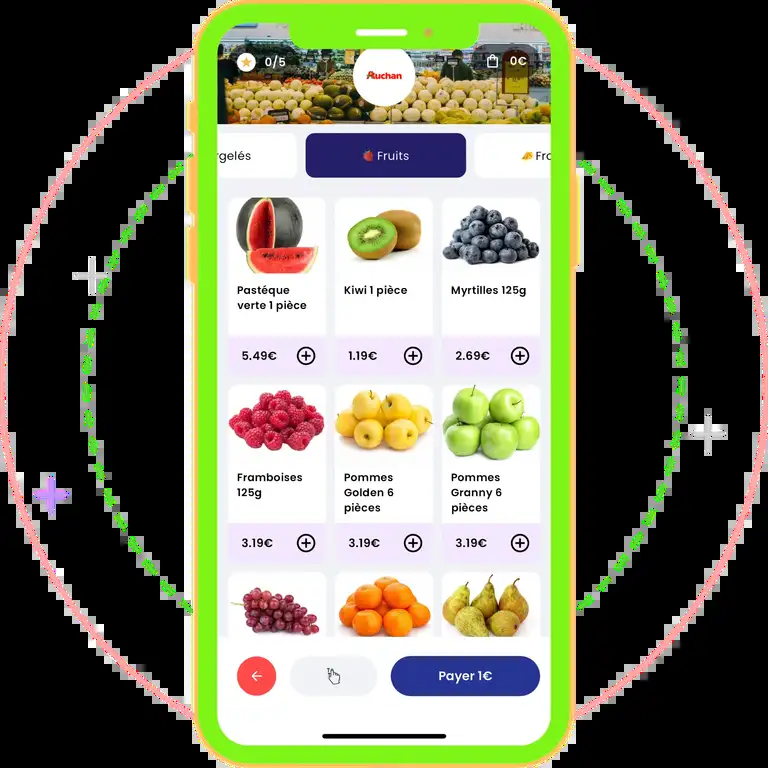 0/5
Auchan
0€
rgelés
Fruits
Fro
Pastéque
verte 1 pièce
Kiwi 1 pièce
Myrtilles 125g
5.49€
1.19€
2.69€
Framboises
125g
Pommes
Golden 6
pièces
Pommes
Granny 6
pièces
3.19€
3.19€
3.19€
Payer 1€